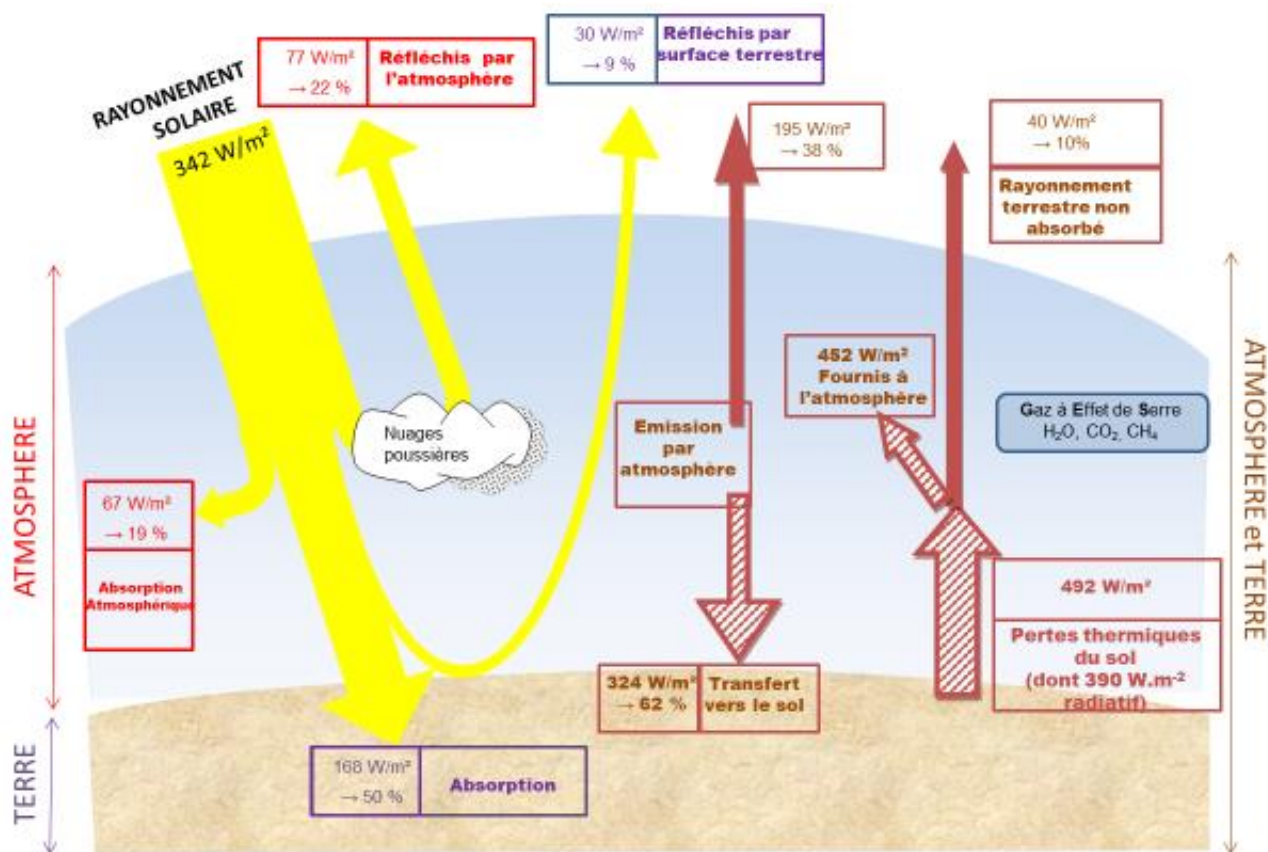 RAYONNEMENT
SOLAIRE
342 W/m²
77 W/m²
→ 22 %
Réfléchis par
l'atmosphère
30 W/m²
→ 9 %
Réfléchis par
surface terrestre
195 W/m²
→ 38 %
40 W/m²
→ 10%
Rayonnement
terrestre non
absorbé
ATMOSPHERE
ATMOSPHERE et TERRE
452 W/m²
Fournis à
l'atmosphère
Gaz à Effet de Serre
H₂O, CO₂, CH₄
Nuages
poussières
Emission
par
atmosphère
67 W/m²
→ 19 %
Absorption
Atmosphérique
492 W/m²
Pertes thermiques
du sol
(dont 390 W.m⁻²
radiatif)
324 W/m²
→ 62 %
Transfert
vers le sol
TERRE
168 W/m²
→ 50 %
Absorption